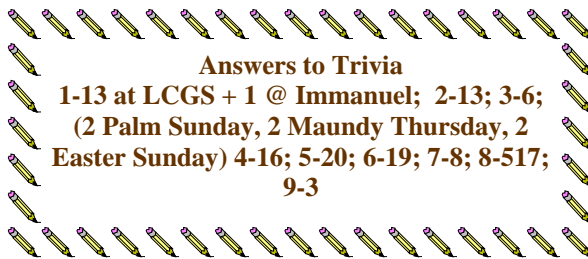 Answers to Trivia
1-13 at LCGS + 1 @ Immanuel;  2-13; 3-6;
(2 Palm Sunday, 2 Maundy Thursday, 2
Easter Sunday) 4-16; 5-20; 6-19; 7-8; 8-517;
9-3